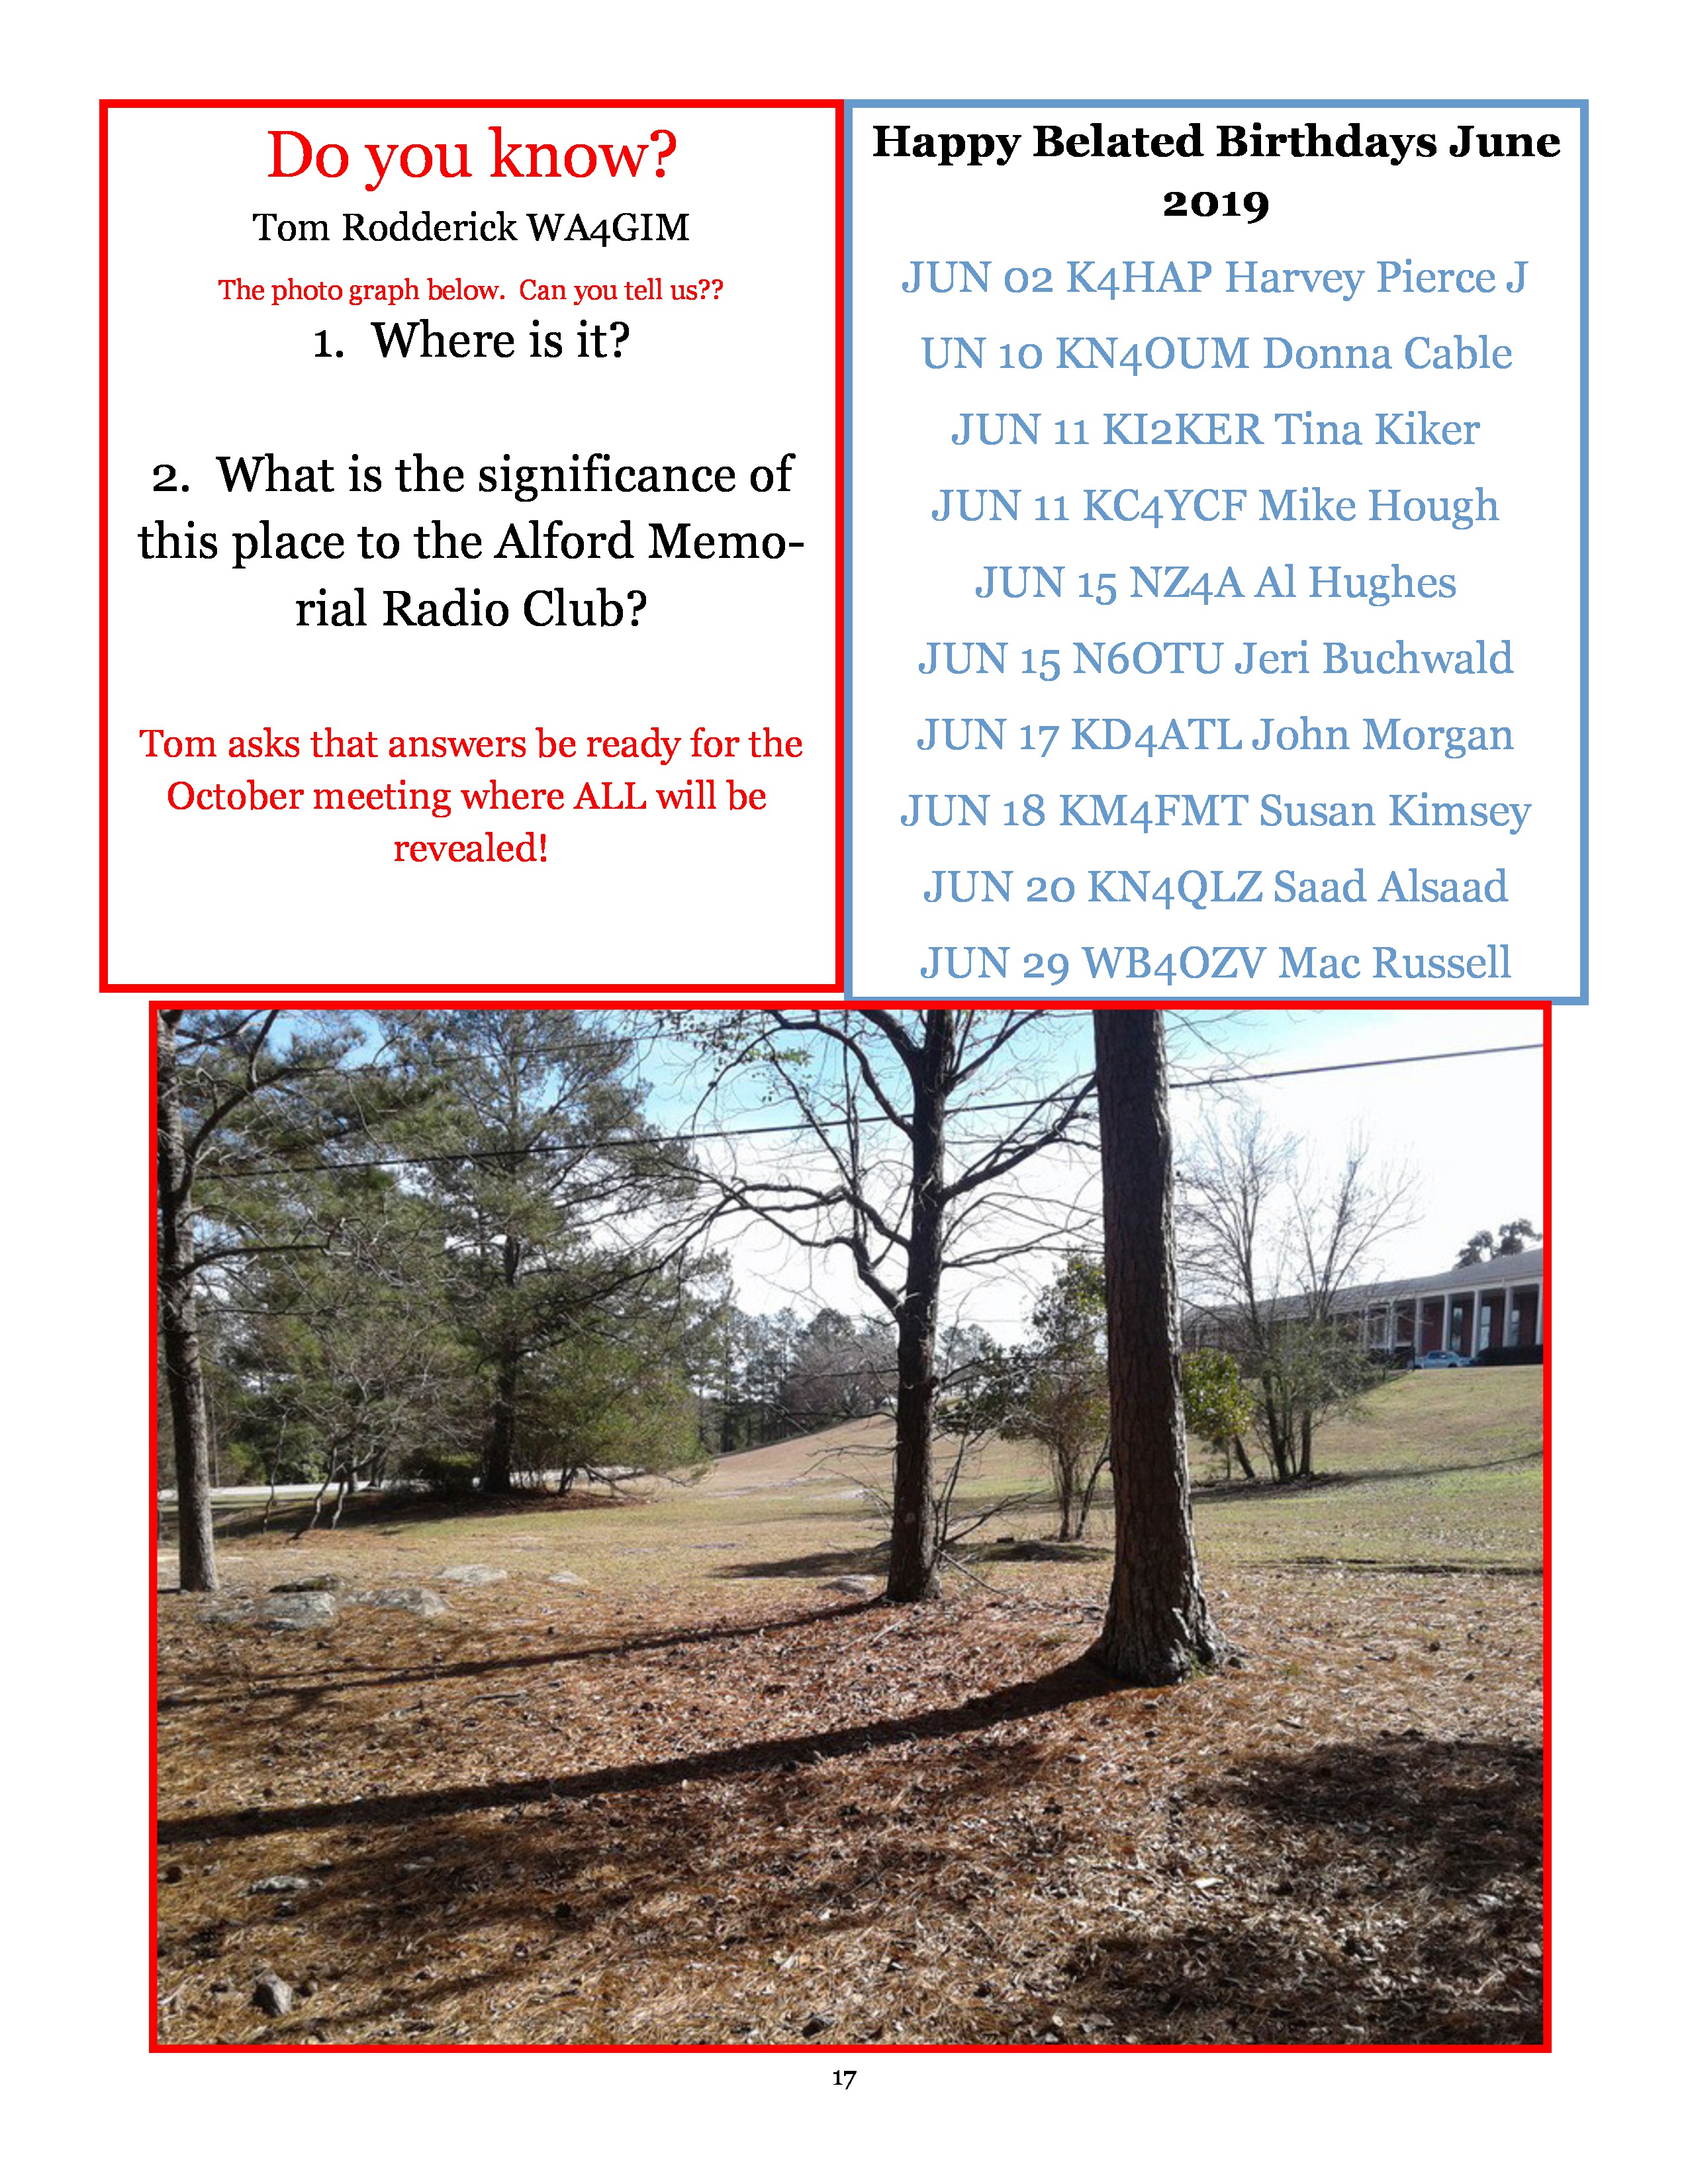 Do you know?
Tom Rodderick WA4GIM
The photo graph below.  Can you tell us??
1.  Where is it?
2.  What is the significance of
this place to the Alford Memo-
rial Radio Club?
Tom asks that answers be ready for the
October meeting where ALL will be
revealed!
Happy Belated Birthdays June
2019
JUN 02 K4HAP Harvey Pierce J
UN 10 KN4OUM Donna Cable
JUN 11 KI2KER Tina Kiker
JUN 11 KC4YCF Mike Hough
JUN 15 NZ4A Al Hughes
JUN 15 N6OTU Jeri Buchwald
JUN 17 KD4ATL John Morgan
JUN 18 KM4FMT Susan Kimsey
JUN 20 KN4QLZ Saad Alsaad
JUN 29 WB4OZV Mac Russell
17